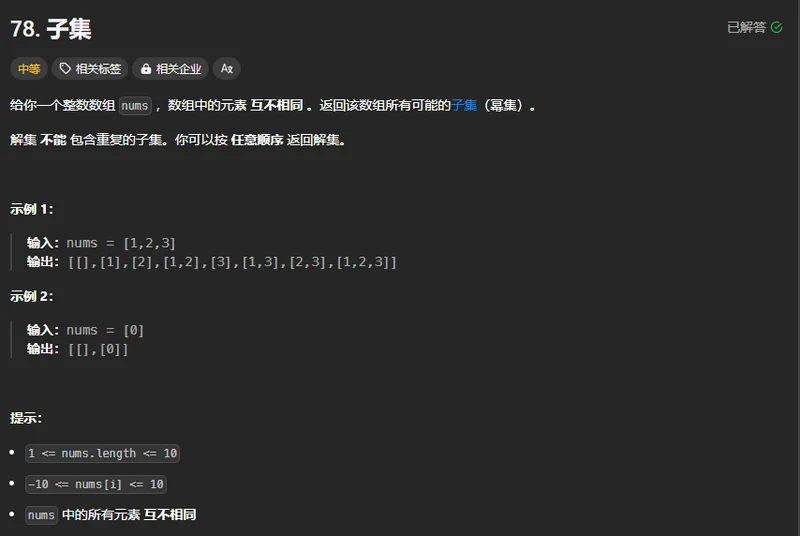 78. 子集
已解答
中等 相关标签 相关企业 Aあ
给你一个整数数组 nums ，数组中的元素 互不相同 。返回该数组所有可能的子集（幂集）。
解集 不能 包含重复的子集。你可以按 任意顺序 返回解集。
示例 1：
输入：nums = [1,2,3]
输出：[[],[1],[2],[1,2],[3],[1,3],[2,3],[1,2,3]]
示例 2：
输入：nums = [0]
输出：[[],[0]]
提示：
1 <= nums.length <= 10
-10 <= nums[i] <= 10
nums 中的所有元素 互不相同